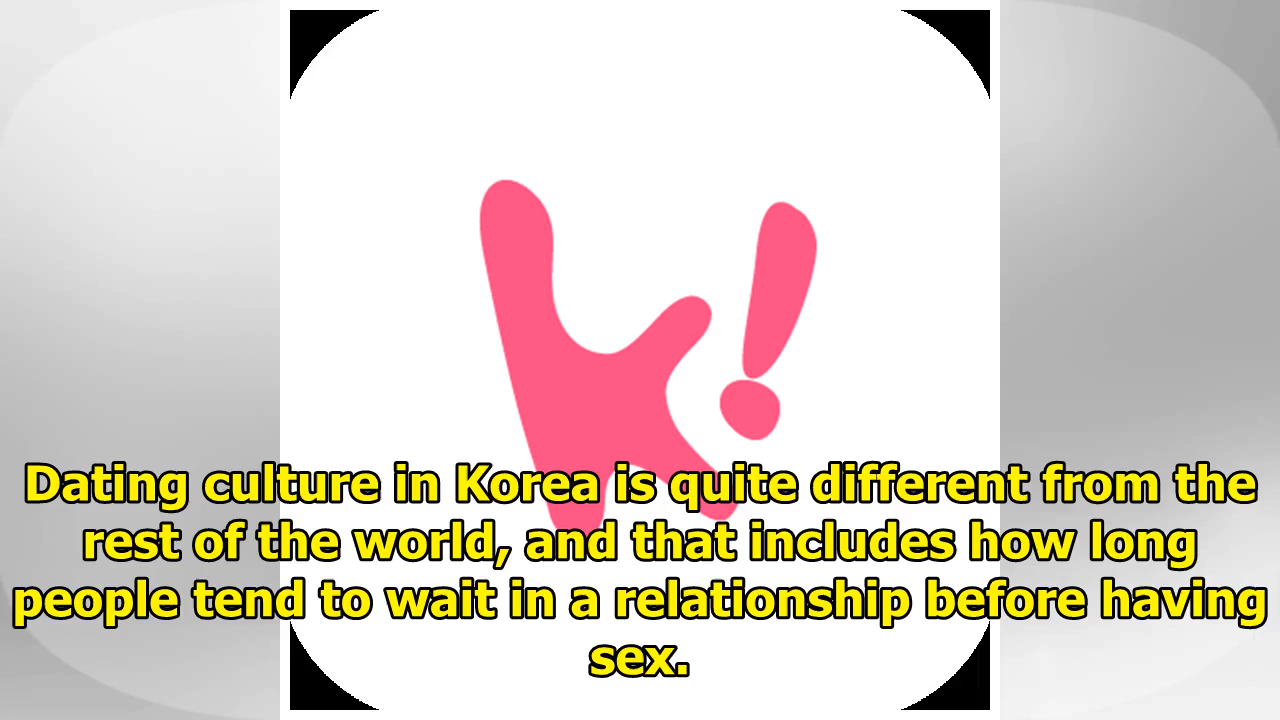 k!
Dating culture in Korea is quite different from the
rest of the world, and that includes how long
people tend to wait in a relationship before having
sex.